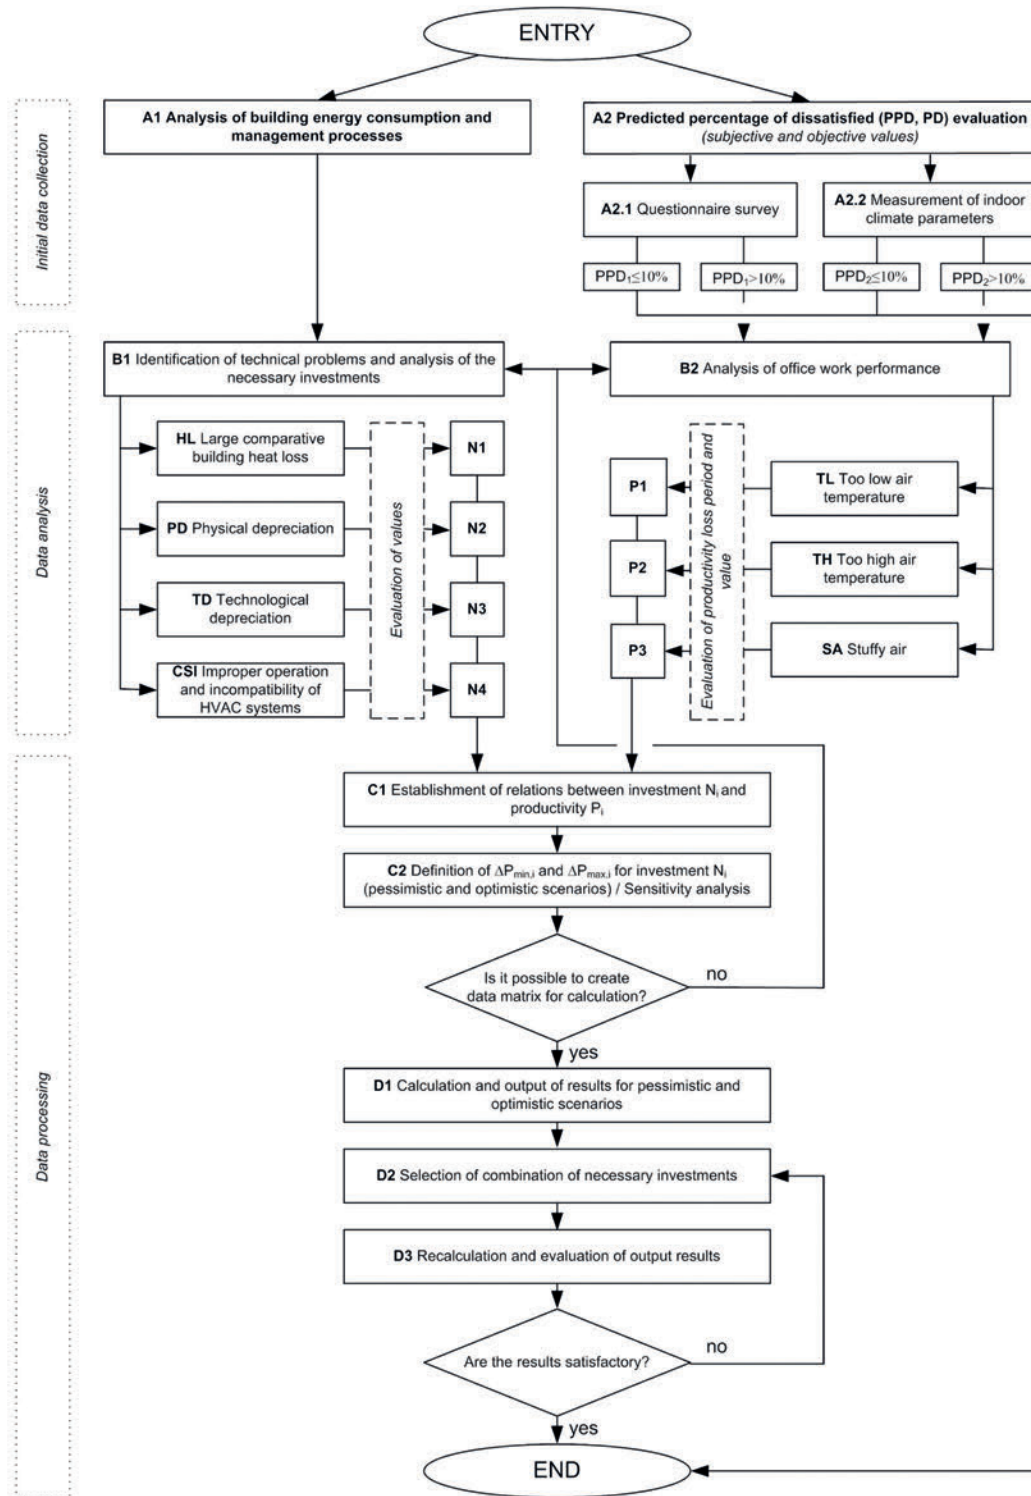 ENTRY
Initial data collection
A1 Analysis of building energy consumption and
management processes
A2 Predicted percentage of dissatisfied (PPD, PD) evaluation
(subjective and objective values)
A2.1 Questionnaire survey
A2.2 Measurement of indoor
climate parameters
PPD₁≤10%
PPD₁>10%
PPD₂≤10%
PPD₂>10%
Data analysis
B1 Identification of technical problems and analysis of the
necessary investments
B2 Analysis of office work performance
HL Large comparative
building heat loss
PD Physical depreciation
TD Technological
depreciation
CSI Improper operation
and incompatibility of
HVAC systems
Evaluation of values
N1
N2
N3
N4
P1
P2
P3
Evaluation of productivity loss period and
value
TL Too low air
temperature
TH Too high air
temperature
SA Stuffy air
Data processing
C1 Establishment of relations between investment Nᵢ and
productivity Pᵢ
C2 Definition of ΔPmin,i and ΔPmax,i for investment Nᵢ
(pessimistic and optimistic scenarios) / Sensitivity analysis
Is it possible to create
data matrix for calculation?
no
yes
D1 Calculation and output of results for pessimistic and
optimistic scenarios
D2 Selection of combination of necessary investments
D3 Recalculation and evaluation of output results
Are the results satisfactory?
no
yes
END